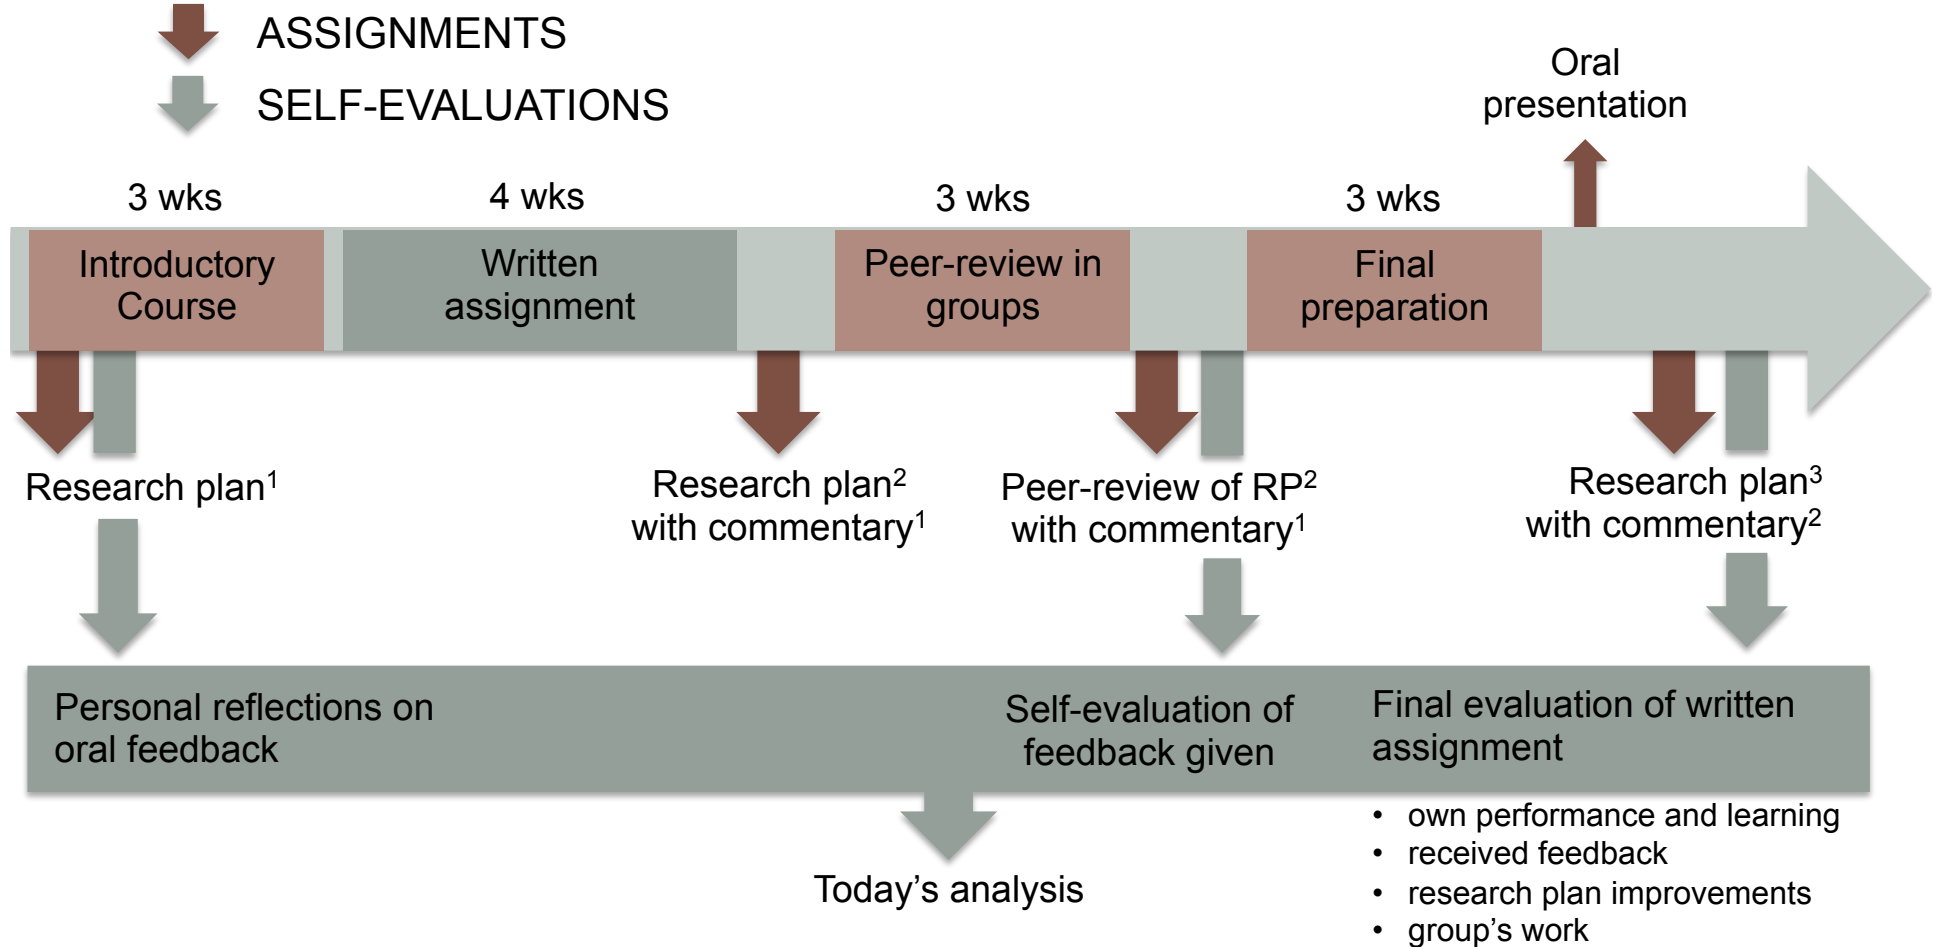 ASSIGNMENTS
SELF-EVALUATIONS
Oral
presentation
3 wks
4 wks
3 wks
3 wks
Introductory
Course
Written
assignment
Peer-review in
groups
Final
preparation
Research plan¹
Research plan²
with commentary¹
Peer-review of RP²
with commentary¹
Research plan³
with commentary²
Personal reflections on
oral feedback
Self-evaluation of
feedback given
Final evaluation of written
assignment
• own performance and learning
• received feedback
• research plan improvements
• group's work
Today's analysis